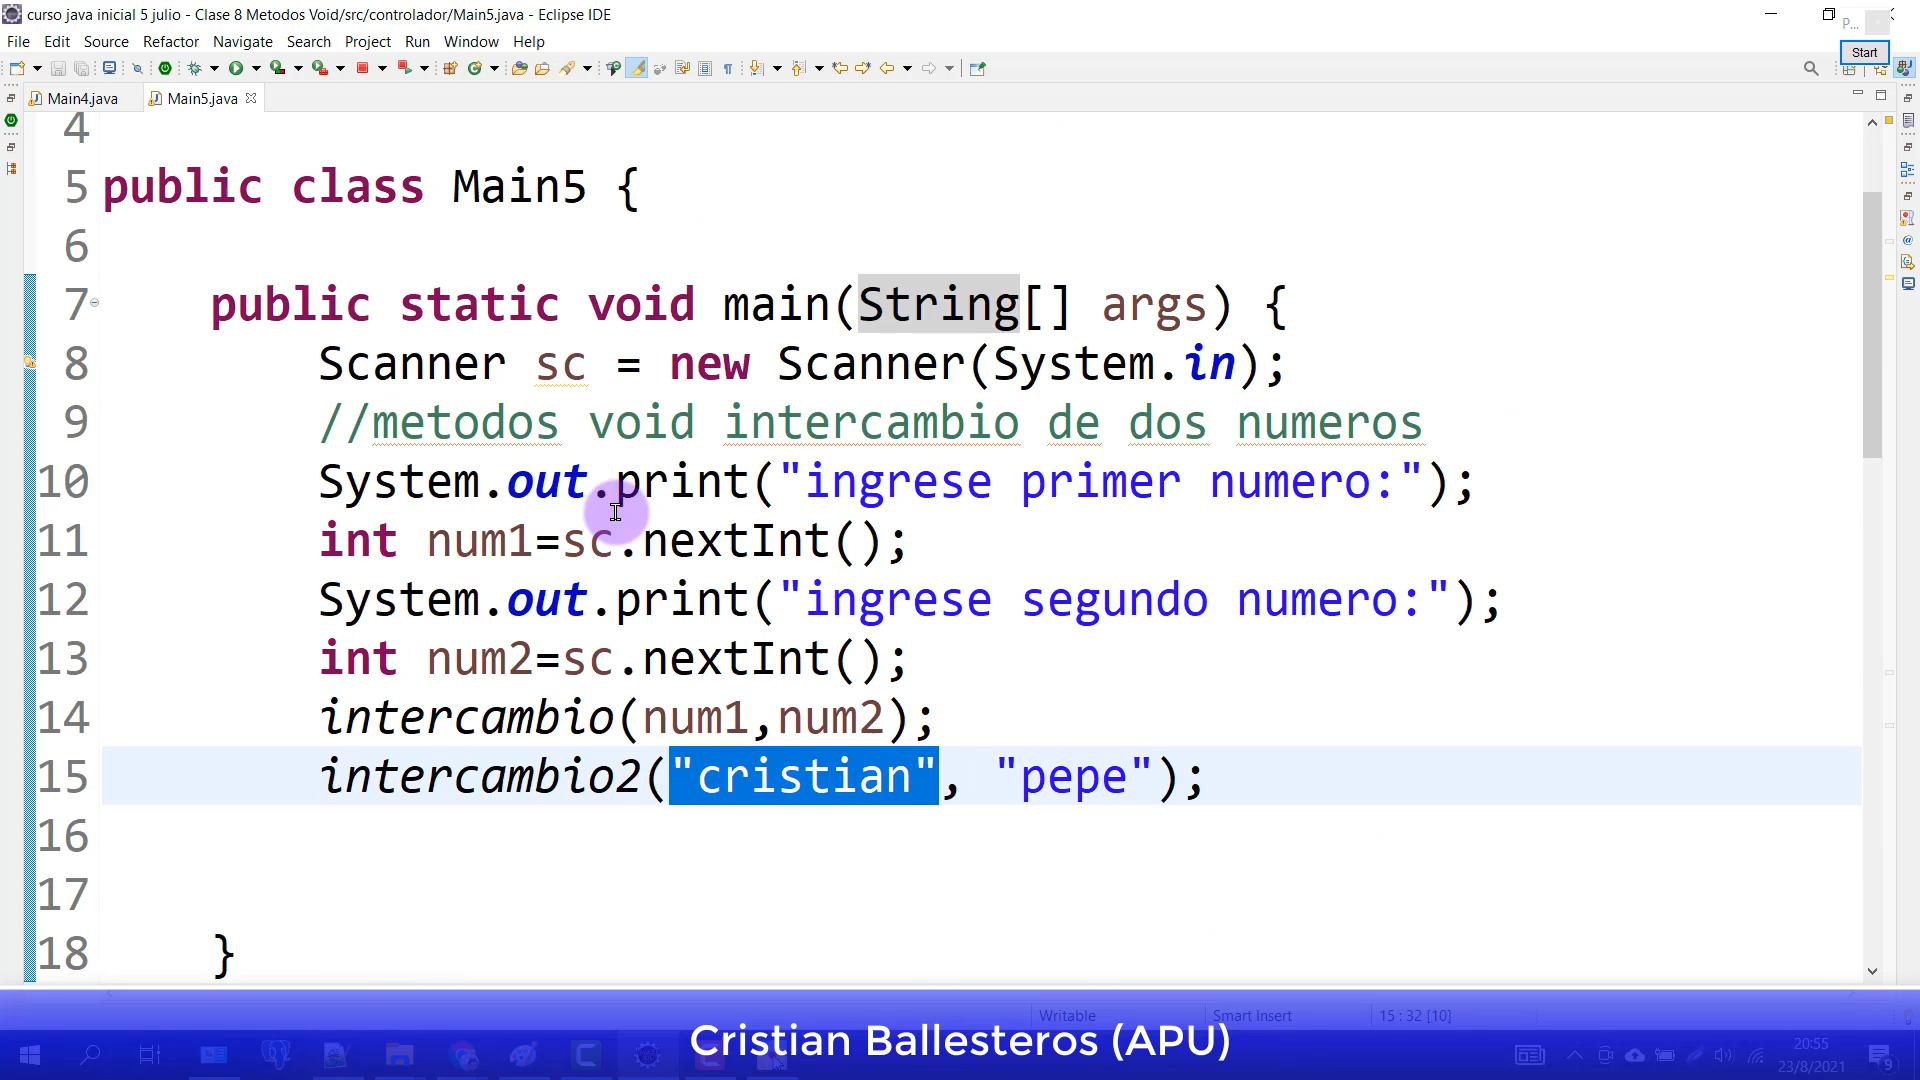 curso java inicial 5 julio - Clase 8 Metodos Void/src/controlador/Main5.java - Eclipse IDE
P...
File Edit Source Refactor Navigate Search Project Run Window Help
Start
Main4.java Main5.java
4
5 public class Main5 {
6
7 public static void main(String[] args) {
8 Scanner sc = new Scanner(System.in);
9 //metodos void intercambio de dos numeros
10 System.out.print("ingrese primer numero:");
11 int num1=sc.nextInt();
12 System.out.print("ingrese segundo numero:");
13 int num2=sc.nextInt();
14 intercambio(num1,num2);
15 intercambio2("cristian", "pepe");
16
17
18 }
Writable Smart Insert 15 : 32 [10]
Cristian Ballesteros (APU)
20:55
23/8/2021
9